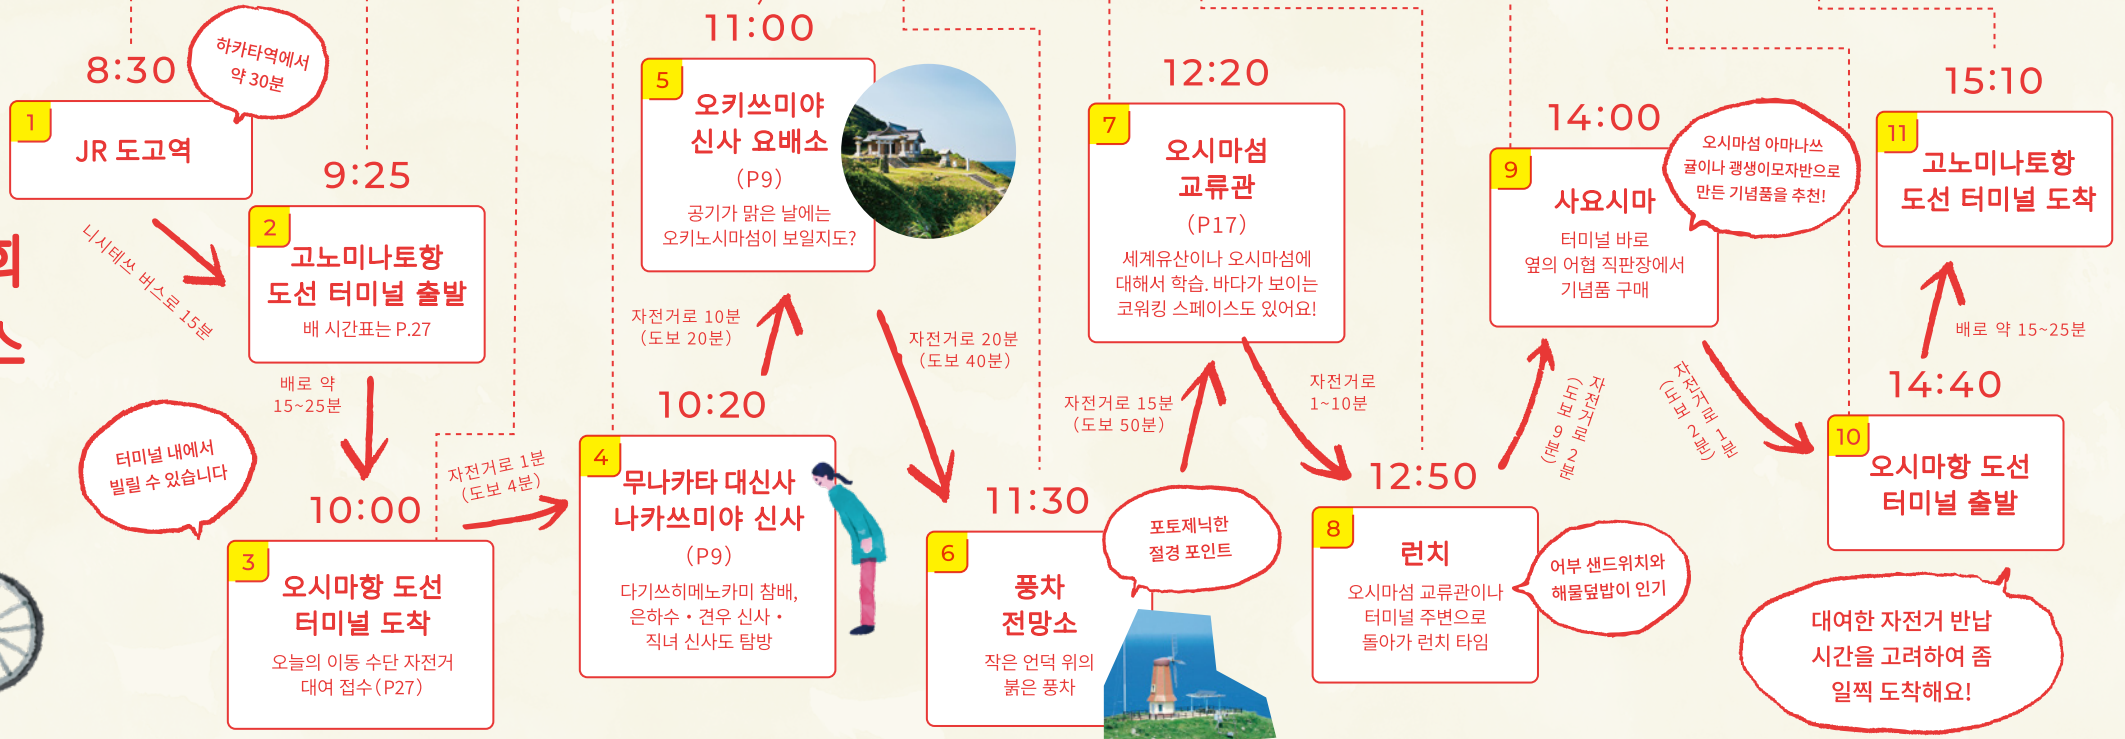 회
스
8:30
하카타역에서
약 30분
1
JR 도고역
니시테쓰 버스로 15분
9:25
2
고노미나토항
도선 터미널 출발
배 시간표는 P.27
배로 약
15~25분
터미널 내에서
빌릴 수 있습니다
10:00
3
오시마항 도선
터미널 도착
오늘의 이동 수단 자전거
대여 접수(P27)
자전거로 1분
(도보 4분)
10:20
4
무나카타 대신사
나카쓰미야 신사
(P9)
다기쓰히메노카미 참배,
은하수・견우 신사・
직녀 신사도 탐방
자전거로 10분
(도보 20분)
11:00
5
오키쓰미야
신사 요배소
(P9)
공기가 맑은 날에는
오키노시마섬이 보일지도?
자전거로 20분
(도보 40분)
11:30
6
풍차
전망소
작은 언덕 위의
붉은 풍차
포토제닉한
절경 포인트
자전거로 15분
(도보 50분)
12:20
7
오시마섬
교류관
(P17)
세계유산이나 오시마섬에
대해서 학습. 바다가 보이는
코워킹 스페이스도 있어요!
자전거로
1~10분
12:50
8
런치
오시마섬 교류관이나
터미널 주변으로
돌아가 런치 타임
어부 샌드위치와
해물덮밥이 인기
자전거로 2분
(도보 9분)
14:00
9
사요시마
터미널 바로
옆의 어협 직판장에서
기념품 구매
오시마섬 아마나쓰
귤이나 괭생이모자반으로
만든 기념품을 추천!
자전거로 1분
(도보 2분)
14:40
10
오시마항 도선
터미널 출발
대여한 자전거 반납
시간을 고려하여 좀
일찍 도착해요!
배로 약 15~25분
15:10
11
고노미나토항
도선 터미널 도착